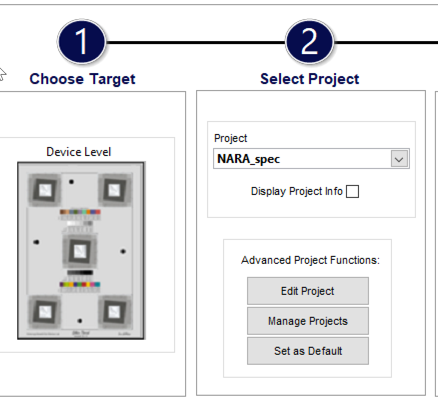 1
2
Choose Target
Select Project
Device Level
Project
NARA_spec
Display Project Info
Advanced Project Functions:
Edit Project
Manage Projects
Set as Default